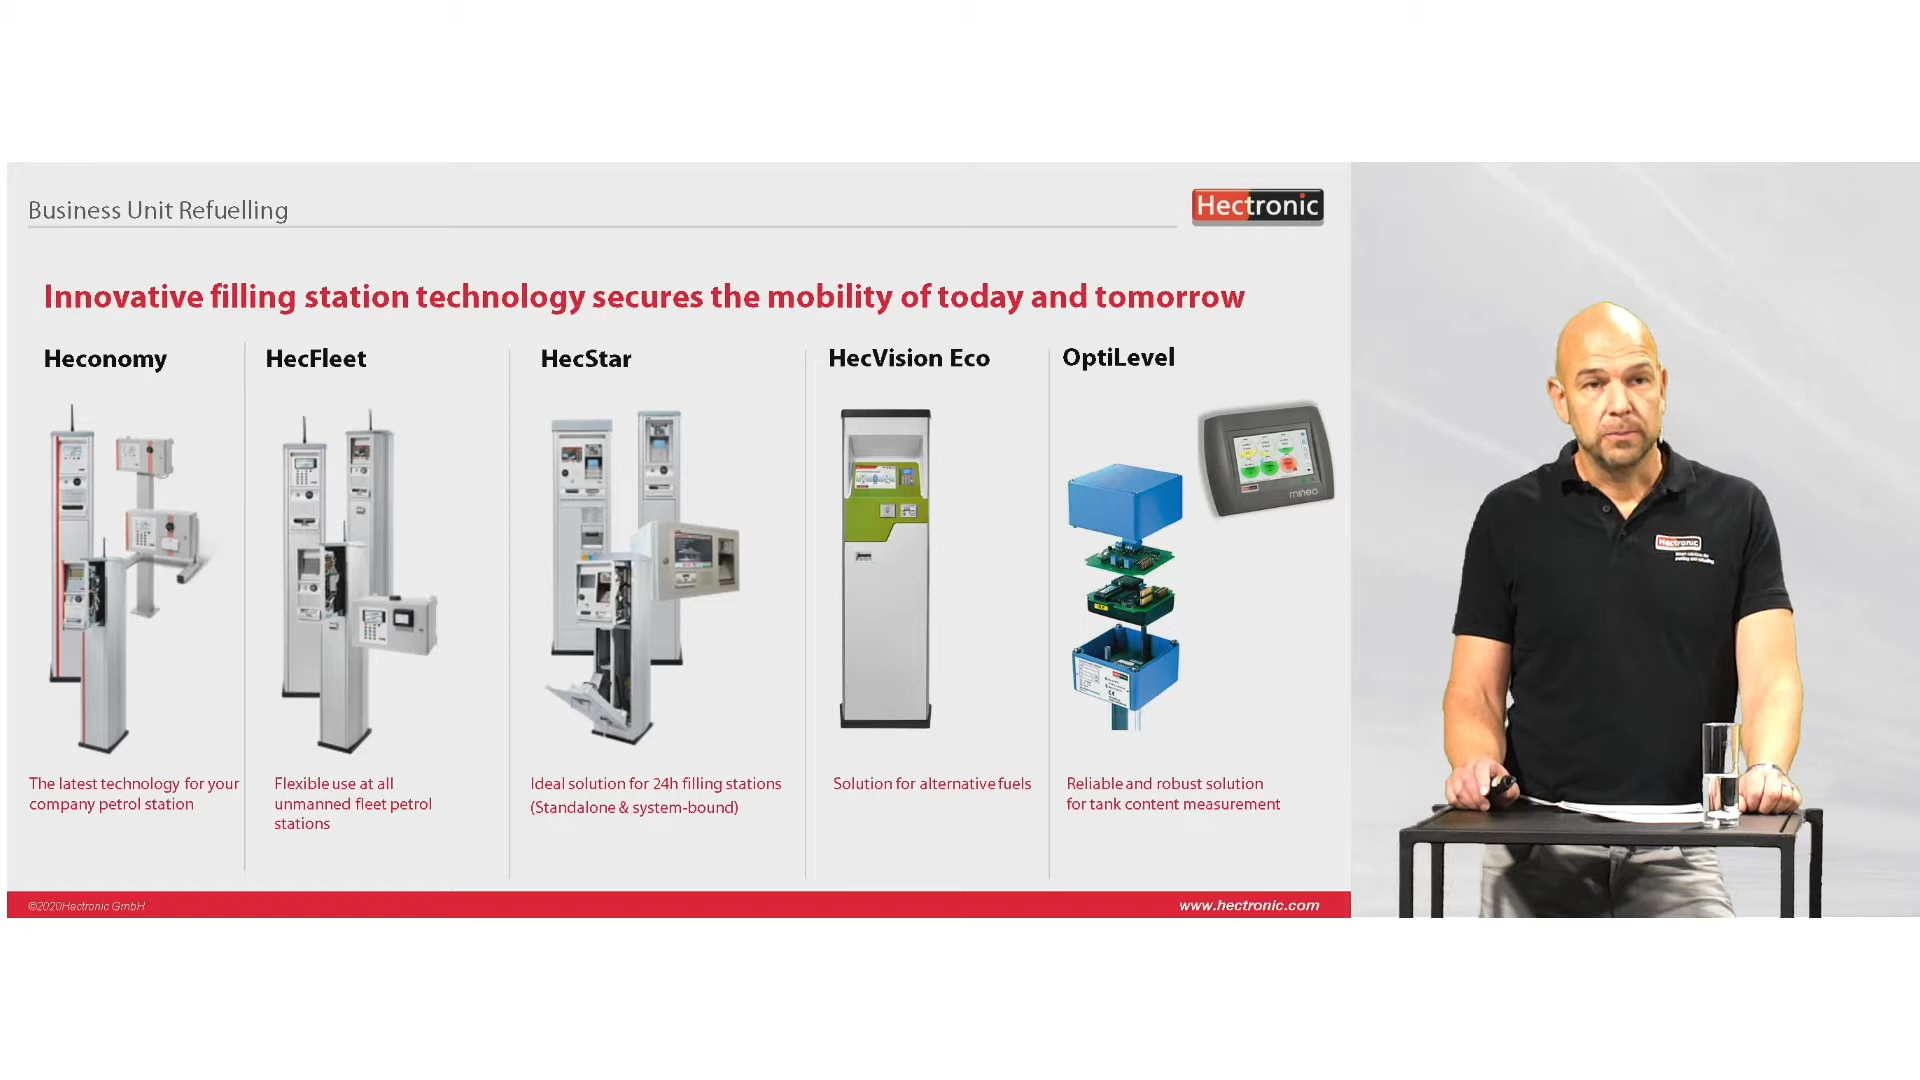 Business Unit Refuelling
Hectronic
Innovative filling station technology secures the mobility of today and tomorrow
Heconomy
HecFleet
HecStar
HecVision Eco
OptiLevel
mineo
Hectronic
The latest technology for your
company petrol station
Flexible use at all
unmanned fleet petrol
stations
Ideal solution for 24h filling stations
(Standalone & system-bound)
Solution for alternative fuels
Reliable and robust solution
for tank content measurement
©2020Hectronic GmbH
www.hectronic.com